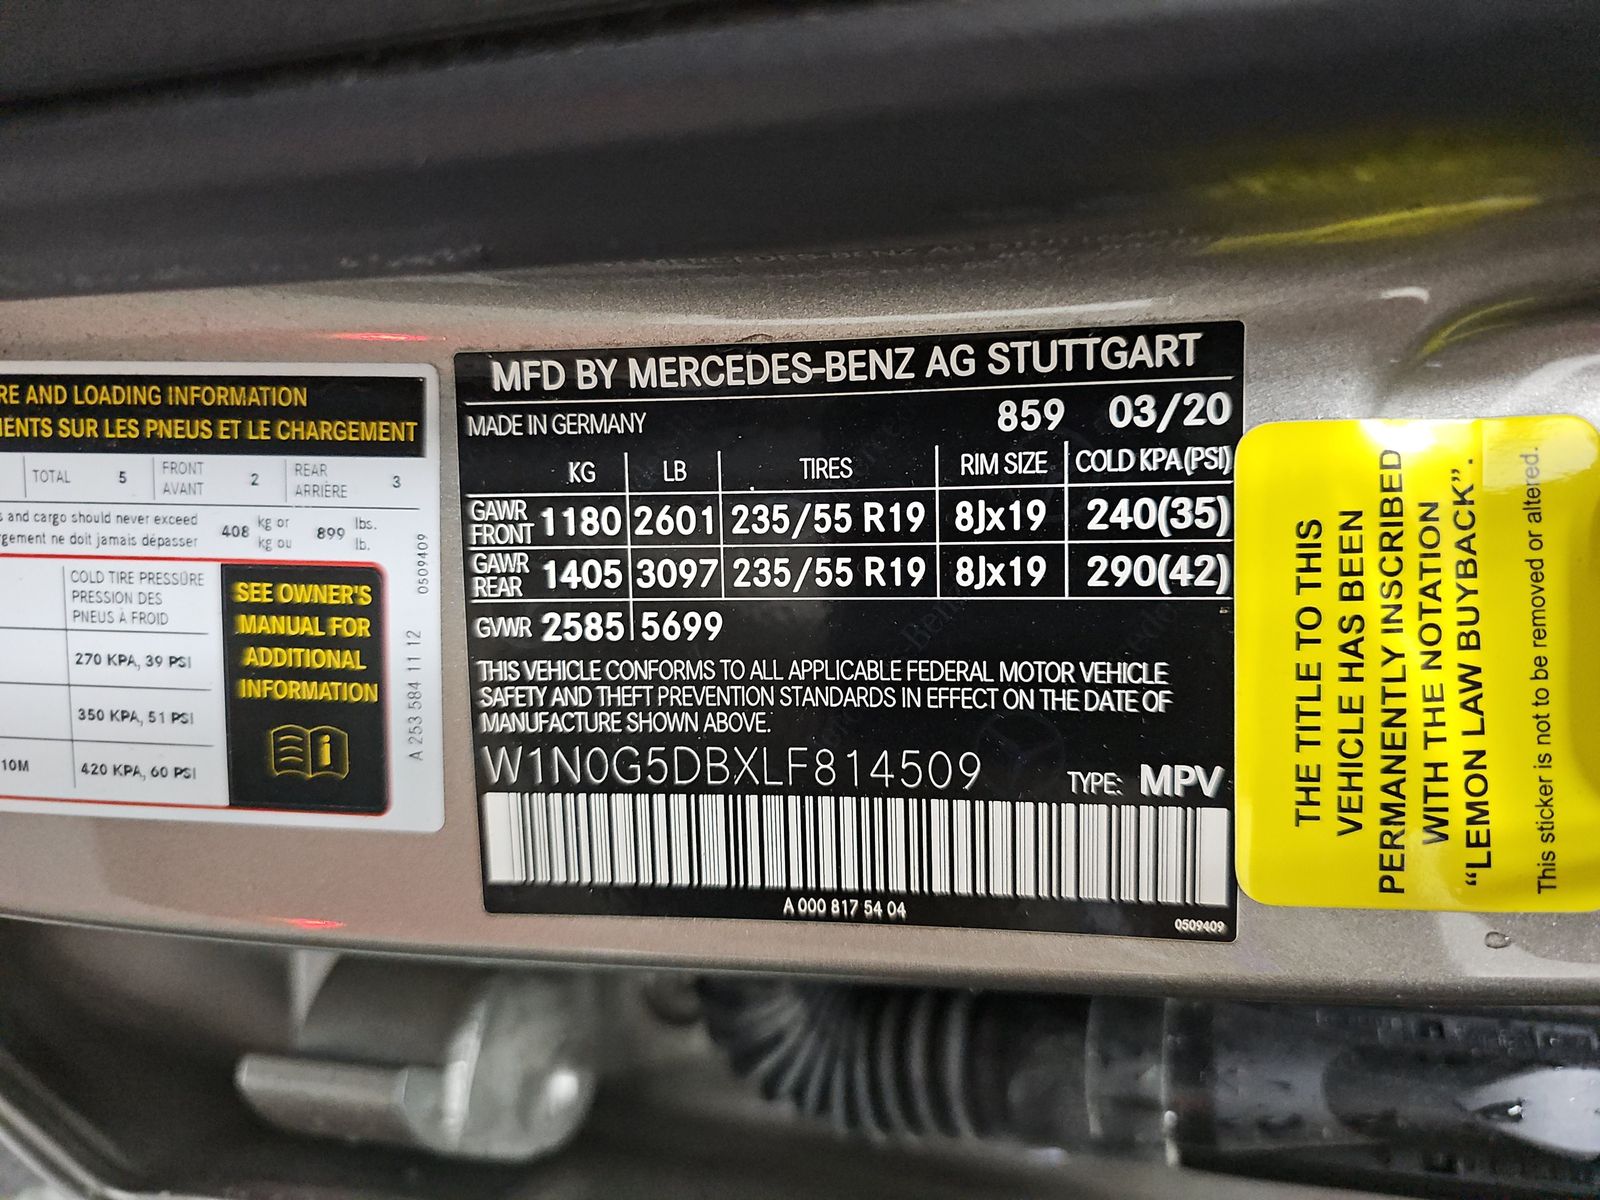 RE AND LOADING INFORMATION
ENTS SUR LES PNEUS ET LE CHARGEMENT
TOTAL 5 FRONT AVANT 2 REAR ARRIÈRE 3
s and cargo should never exceed 408 kg or 899 lbs.
gement ne doit jamais dépasser kg ou lb.
COLD TIRE PRESSURE
PRESSION DES
PNEUS À FROID
270 KPA, 39 PSI
350 KPA, 51 PSI
10M 420 KPA, 60 PSI
SEE OWNER'S
MANUAL FOR
ADDITIONAL
INFORMATION
i
A 253 584 11 12 0509409
MFD BY MERCEDES-BENZ AG STUTTGART
MADE IN GERMANY 859 03/20
KG LB TIRES RIM SIZE COLD KPA(PSI)
GAWR FRONT 1180 2601 235/55 R19 8Jx19 240(35)
GAWR REAR 1405 3097 235/55 R19 8Jx19 290(42)
GVWR 2585 5699
THIS VEHICLE CONFORMS TO ALL APPLICABLE FEDERAL MOTOR VEHICLE
SAFETY AND THEFT PREVENTION STANDARDS IN EFFECT ON THE DATE OF
MANUFACTURE SHOWN ABOVE.
W1N0G5DBXLF814509 TYPE: MPV
A 000 817 54 04
0509409
THE TITLE TO THIS
VEHICLE HAS BEEN
PERMANENTLY INSCRIBED
WITH THE NOTATION
“LEMON LAW BUYBACK”.
This sticker is not to be removed or altered.